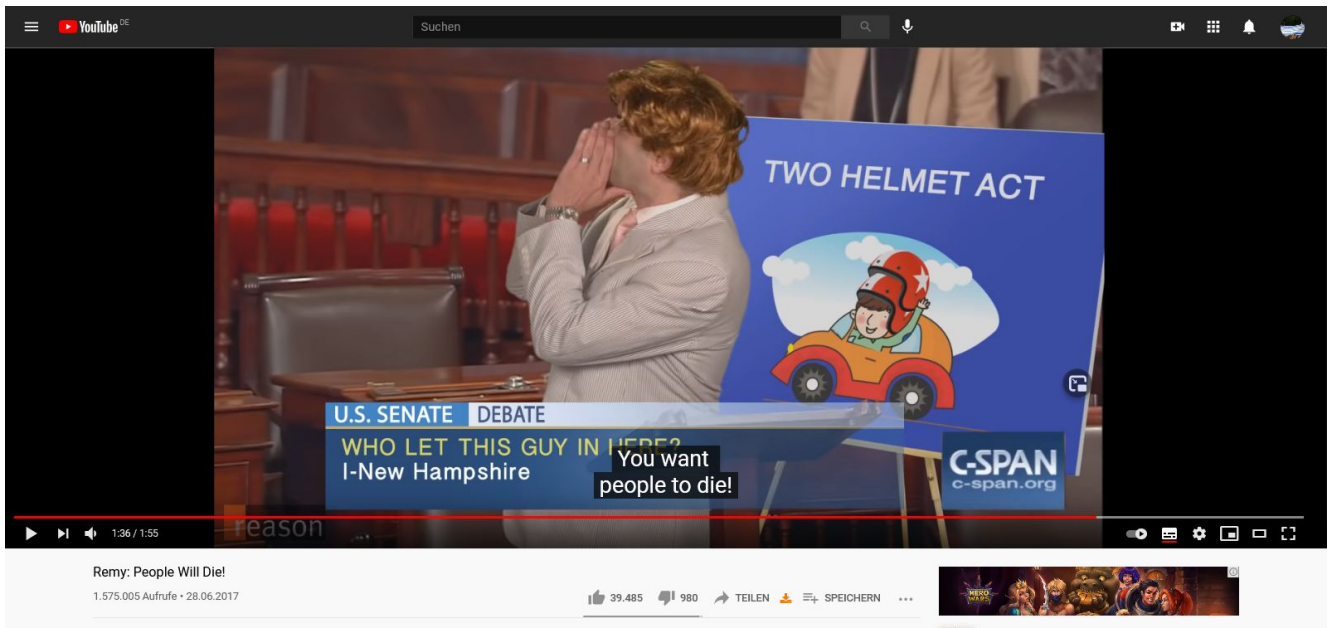 YouTube DE
Suchen
TWO HELMET ACT
U.S. SENATE DEBATE
WHO LET THIS GUY IN HERE?
I-New Hampshire
You want
people to die!
C-SPAN
c-span.org
reason
1:36 / 1:55
Remy: People Will Die!
1.575.005 Aufrufe • 28.06.2017
39.485 980 TEILEN SPEICHERN
HERO
WARS